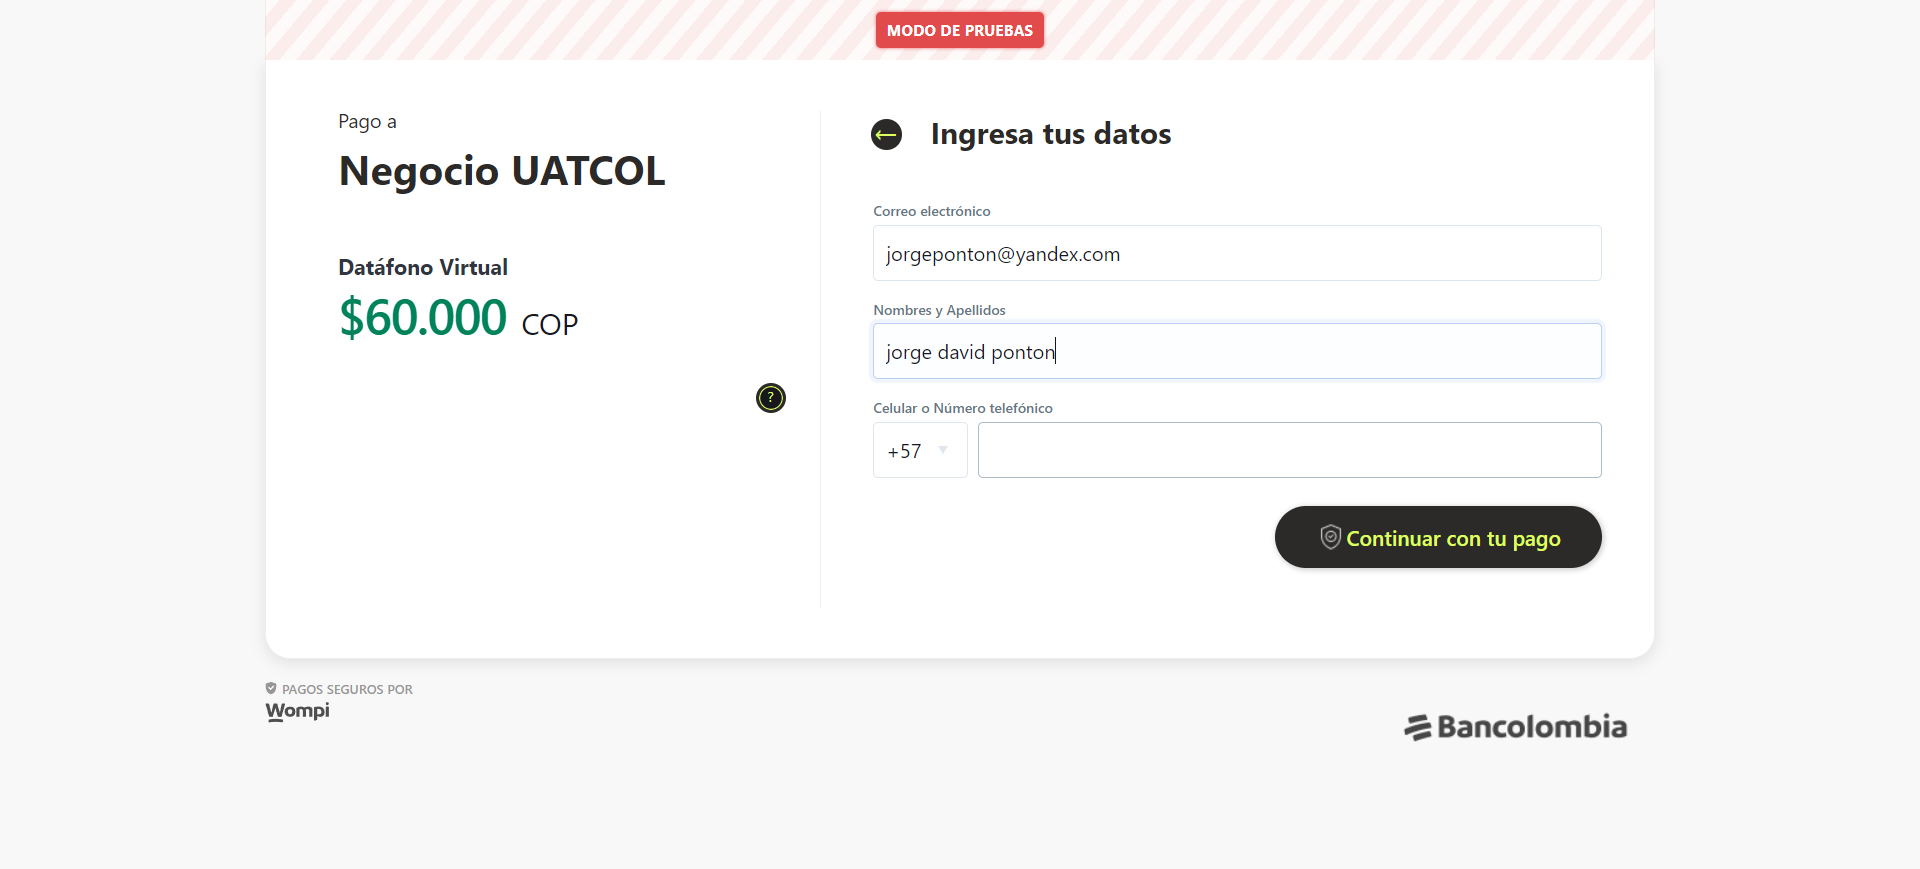 MODO DE PRUEBAS
Pago a
Negocio UATCOL
Datáfono Virtual
$60.000 COP
?
Ingresa tus datos
Correo electrónico
jorgeponton@yandex.com
Nombres y Apellidos
jorge david ponton
Celular o Número telefónico
+57
Continuar con tu pago
PAGOS SEGUROS POR
Wompi
Bancolombia